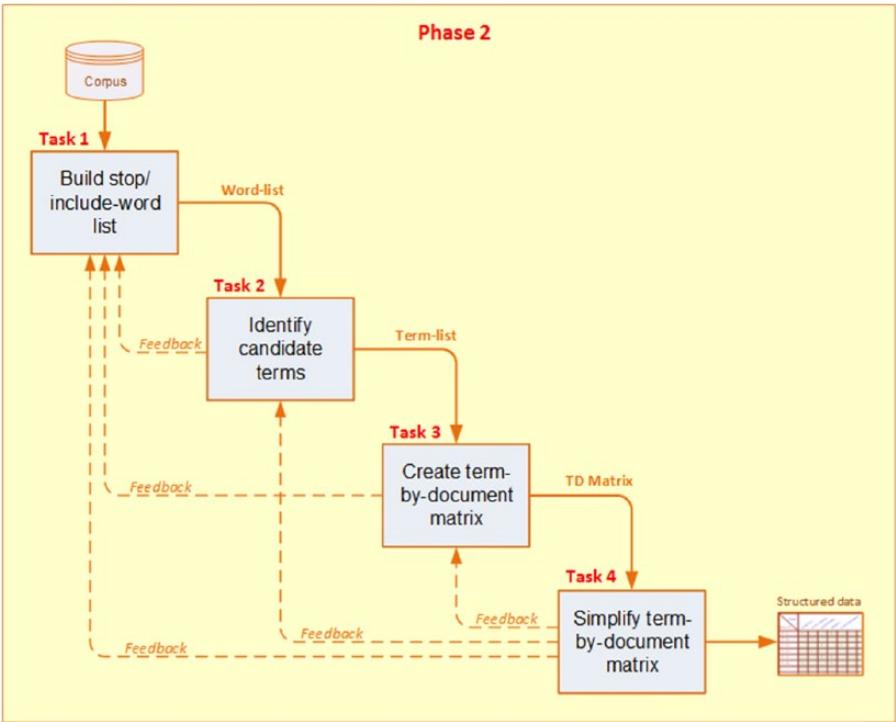 Phase 2
Corpus
Task 1
Build stop/
include-word
list
Word-list
Task 2
Identify
candidate
terms
Feedback
Term-list
Task 3
Create term-
by-document
matrix
Feedback
TD Matrix
Task 4
Simplify term-
by-document
matrix
Feedback
Feedback
Feedback
Structured data